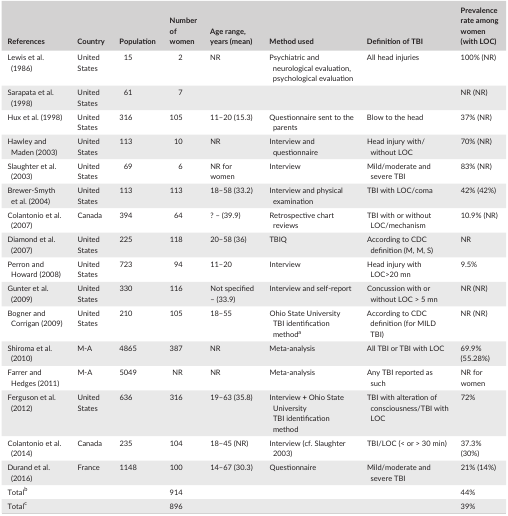 References Country Population Number of women Age range, years (mean) Method used Definition of TBI Prevalence rate among women (with LOC)
Lewis et al. (1986) United States 15 2 NR Psychiatric and neurological evaluation, psychological evaluation All head injuries 100% (NR)
Sarapata et al. (1998) United States 61 7 NR (NR)
Hux et al. (1998) United States 316 105 11–20 (15.3) Questionnaire sent to the parents Blow to the head 37% (NR)
Hawley and Maden (2003) United States 113 10 NR Interview and questionnaire Head injury with/ without LOC 70% (NR)
Slaughter et al. (2003) United States 69 6 NR for women Interview Mild/moderate and severe TBI 83% (NR)
Brewer-Smyth et al. (2004) United States 113 113 18–58 (33.2) Interview and physical examination TBI with LOC/coma 42% (42%)
Colantonio et al. (2007) Canada 394 64 ? – (39.9) Retrospective chart reviews TBI with or without LOC/mechanism 10.9% (NR)
Diamond et al. (2007) United States 225 118 20–58 (36) TBIQ According to CDC definition (M, M, S) NR
Perron and Howard (2008) United States 723 94 11–20 Interview Head injury with LOC>20 mn 9.5%
Gunter et al. (2009) United States 330 116 Not specified – (33.9) Interview and self-report Concussion with or without LOC > 5 mn NR (NR)
Bogner and Corrigan (2009) United States 210 105 18–55 Ohio State University TBI identification method^a According to CDC definition (for MILD TBI) NR (NR)
Shiroma et al. (2010) M-A 4865 387 NR Meta-analysis All TBI or TBI with LOC 69.9% (55.28%)
Farrer and Hedges (2011) M-A 5049 NR NR Meta-analysis Any TBI reported as such NR for women
Ferguson et al. (2012) United States 636 316 19–63 (35.8) Interview + Ohio State University TBI identification method TBI with alteration of consciousness/TBI with LOC 72%
Colantonio et al. (2014) Canada 235 104 18–45 (NR) Interview (cf. Slaughter 2003) TBI/LOC (< or > 30 min) 37.3% (30%)
Durand et al. (2016) France 1148 100 14–67 (30.3) Questionnaire Mild/moderate and severe TBI 21% (14%)
Total^b 914 44%
Total^c 896 39%